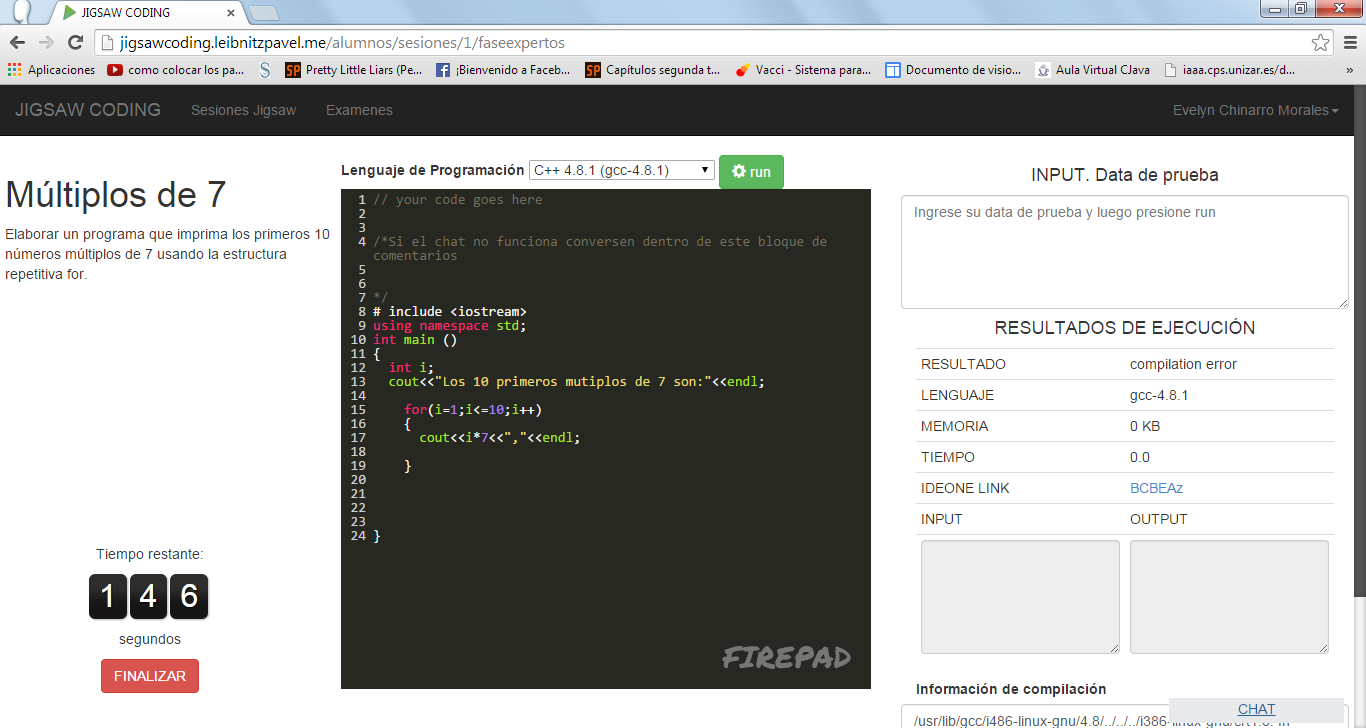 JIGSAW CODING
jigsawcoding.leibnitzpavel.me/alumnos/sesiones/1/faseexpertos
Aplicaciones como colocar los pa... Pretty Little Liars (Pe... ¡Bienvenido a Faceb... Capítulos segunda t... Vacci - Sistema para... Documento de visio... Aula Virtual CJava iaaa.cps.unizar.es/d... »
JIGSAW CODING Sesiones Jigsaw Examenes Evelyn Chinarro Morales
Múltiplos de 7
Elaborar un programa que imprima los primeros 10
números múltiplos de 7 usando la estructura
repetitiva for.
Tiempo restante:
1 4 6
segundos
FINALIZAR
Lenguaje de Programación C++ 4.8.1 (gcc-4.8.1) run
1 // your code goes here
2
3
4 /*Si el chat no funciona conversen dentro de este bloque de
comentarios
5
6
7 */
8 # include <iostream>
9 using namespace std;
10 int main ()
11 {
12 int i;
13 cout<<"Los 10 primeros mutiplos de 7 son:"<<endl;
14
15 for(i=1;i<=10;i++)
16 {
17 cout<<i*7<<","<<endl;
18
19 }
20
21
22
23
24 }
FIREPAD
INPUT. Data de prueba
Ingrese su data de prueba y luego presione run
RESULTADOS DE EJECUCIÓN
RESULTADO compilation error
LENGUAJE gcc-4.8.1
MEMORIA 0 KB
TIEMPO 0.0
IDEONE LINK BCBEAz
INPUT OUTPUT
Información de compilación
CHAT
/usr/lib/gcc/i486-linux-gnu/4.8/../../../i386-linux-gnu/crt1.o: In